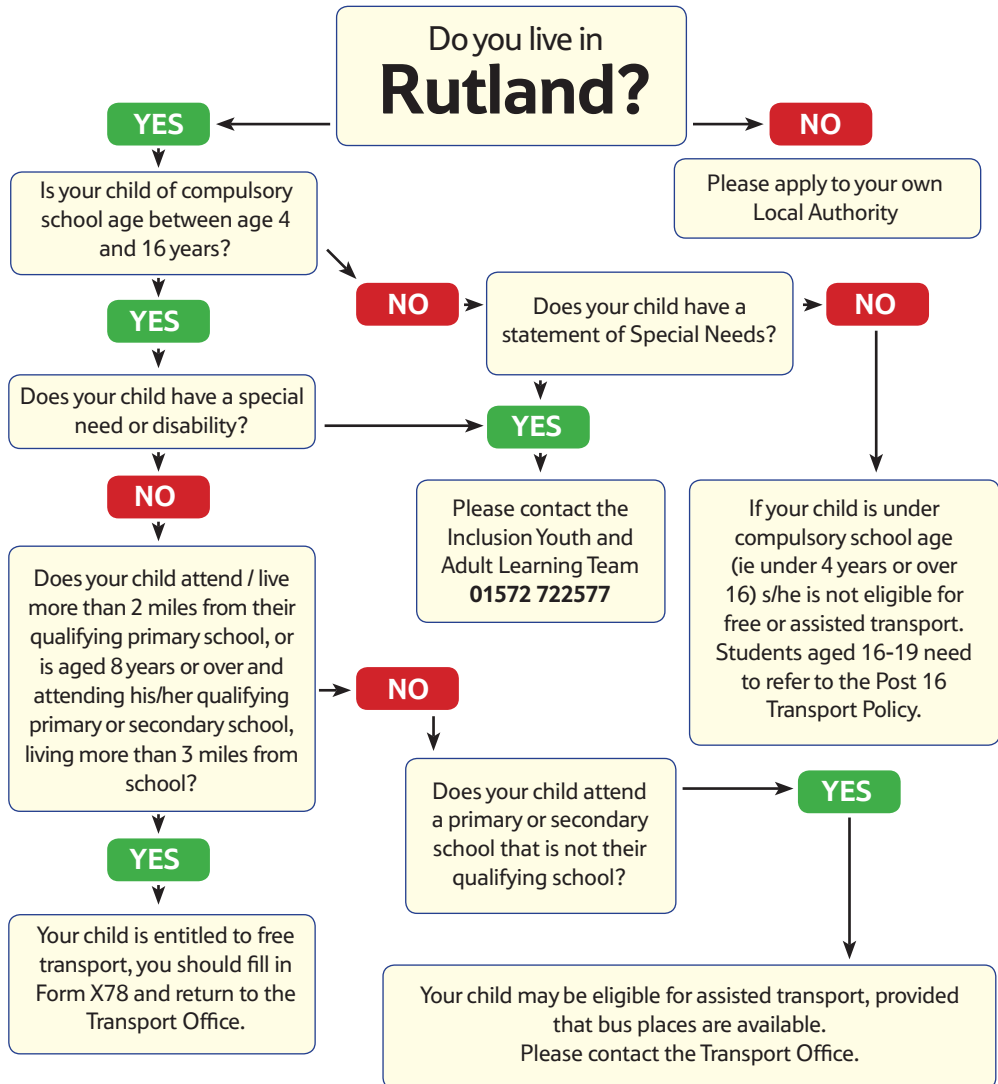 Do you live in
Rutland?
YES
NO
Is your child of compulsory
school age between age 4
and 16 years?
Please apply to your own
Local Authority
YES
NO
Does your child have a
statement of Special Needs?
NO
Does your child have a special
need or disability?
YES
NO
Please contact the
Inclusion Youth and
Adult Learning Team
01572 722577
If your child is under
compulsory school age
(ie under 4 years or over
16) s/he is not eligible for
free or assisted transport.
Students aged 16-19 need
to refer to the Post 16
Transport Policy.
Does your child attend / live
more than 2 miles from their
qualifying primary school, or
is aged 8 years or over and
attending his/her qualifying
primary or secondary school,
living more than 3 miles from
school?
NO
Does your child attend
a primary or secondary
school that is not their
qualifying school?
YES
YES
Your child is entitled to free
transport, you should fill in
Form X78 and return to the
Transport Office.
Your child may be eligible for assisted transport, provided
that bus places are available.
Please contact the Transport Office.